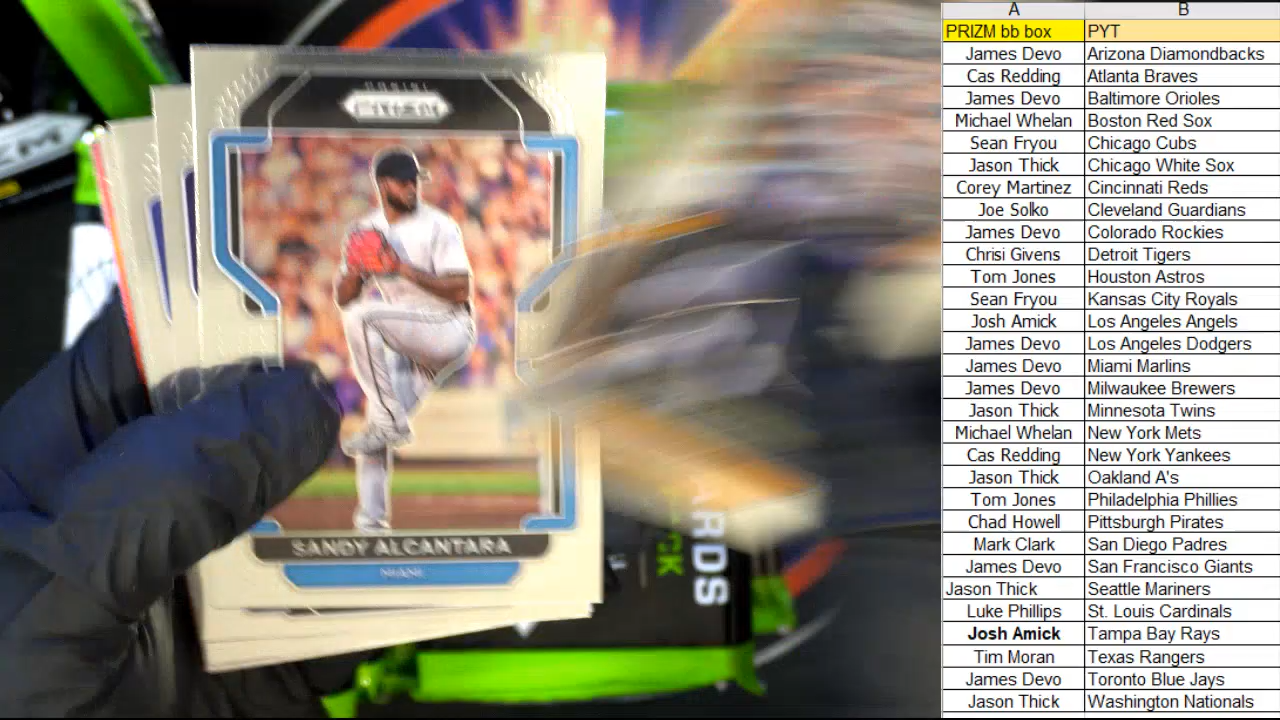 PANINI
PRIZM
SANDY ALCANTARA
MIAMI
A B
PRIZM bb box PYT
James Devo Arizona Diamondbacks
Cas Redding Atlanta Braves
James Devo Baltimore Orioles
Michael Whelan Boston Red Sox
Sean Fryou Chicago Cubs
Jason Thick Chicago White Sox
Corey Martinez Cincinnati Reds
Joe Solko Cleveland Guardians
James Devo Colorado Rockies
Chrisi Givens Detroit Tigers
Tom Jones Houston Astros
Sean Fryou Kansas City Royals
Josh Amick Los Angeles Angels
James Devo Los Angeles Dodgers
James Devo Miami Marlins
James Devo Milwaukee Brewers
Jason Thick Minnesota Twins
Michael Whelan New York Mets
Cas Redding New York Yankees
Jason Thick Oakland A's
Tom Jones Philadelphia Phillies
Chad Howell Pittsburgh Pirates
Mark Clark San Diego Padres
James Devo San Francisco Giants
Jason Thick Seattle Mariners
Luke Phillips St. Louis Cardinals
Josh Amick Tampa Bay Rays
Tim Moran Texas Rangers
James Devo Toronto Blue Jays
Jason Thick Washington Nationals